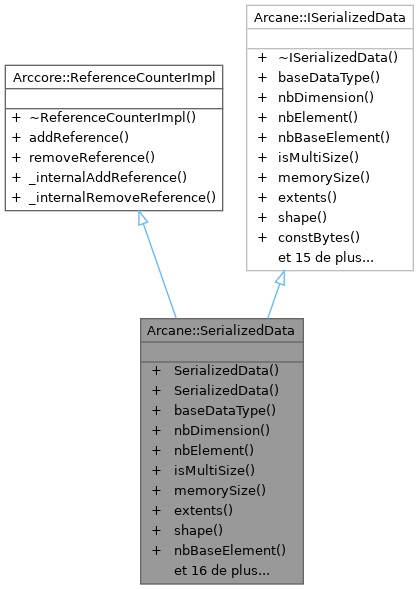 Arcane::ISerializedData
+ ~ISerializedData()
+ baseDataType()
+ nbDimension()
+ nbElement()
+ nbBaseElement()
+ isMultiSize()
+ memorySize()
+ extents()
+ shape()
+ constBytes()
et 15 de plus...
Arccore::ReferenceCounterImpl
+ ~ReferenceCounterImpl()
+ addReference()
+ removeReference()
+ _internalAddReference()
+ _internalRemoveReference()
Arcane::SerializedData
+ SerializedData()
+ SerializedData()
+ baseDataType()
+ nbDimension()
+ nbElement()
+ isMultiSize()
+ memorySize()
+ extents()
+ shape()
+ nbBaseElement()
et 16 de plus...